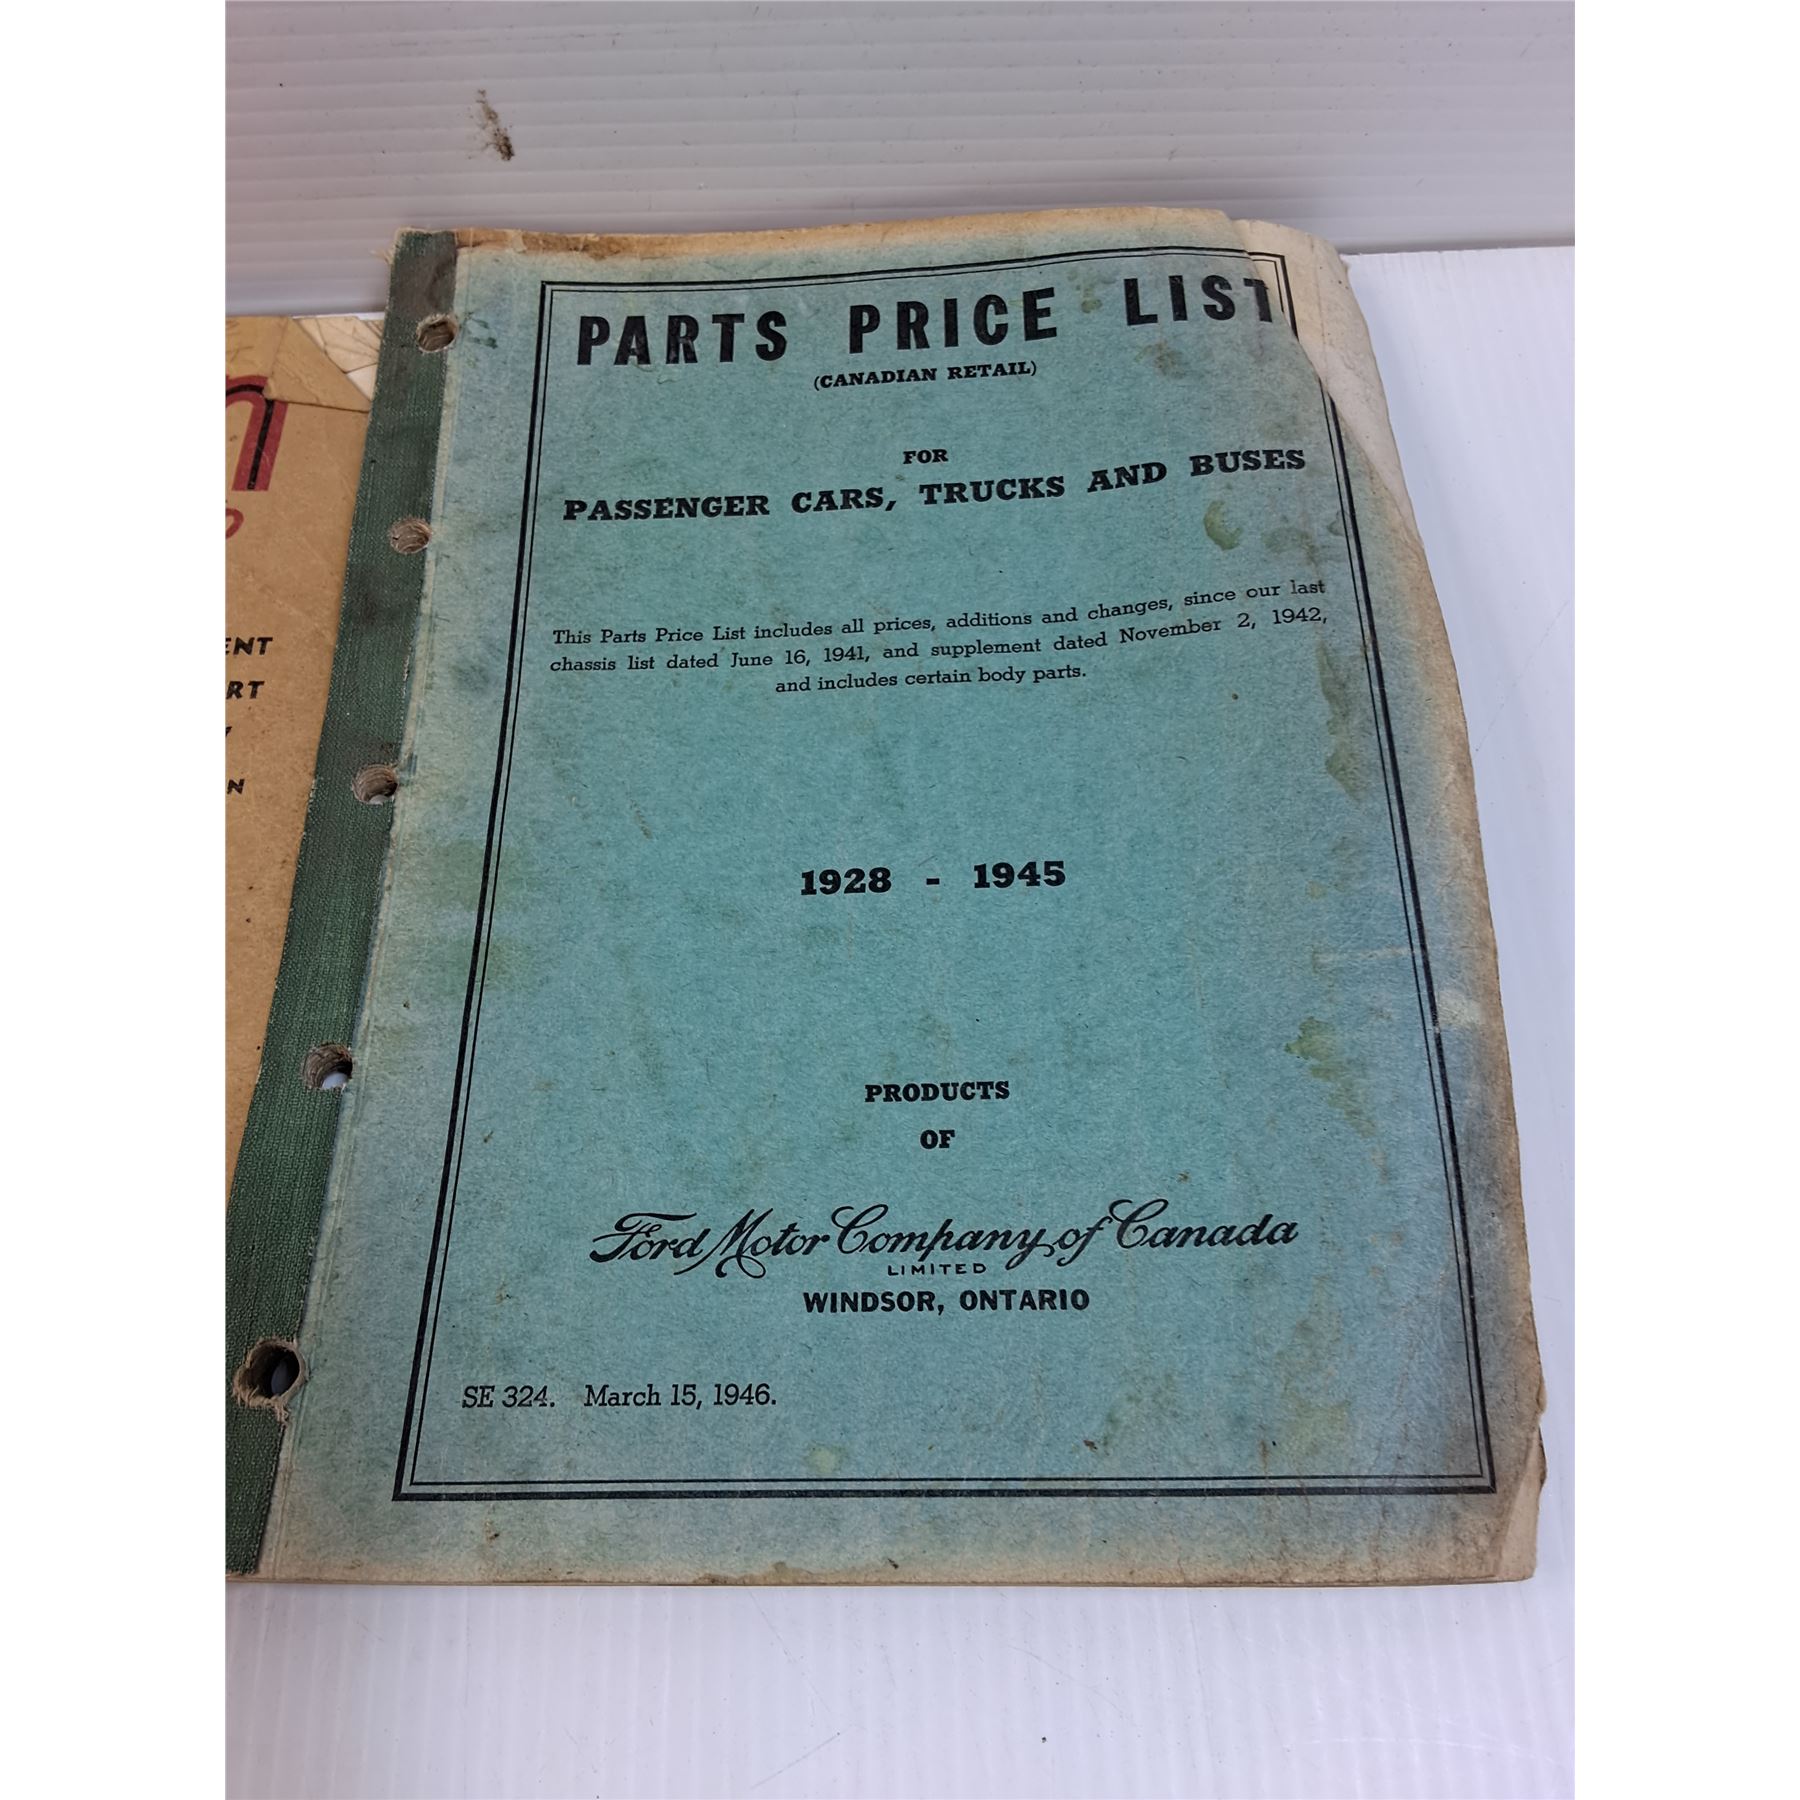 PARTS PRICE LIST
(CANADIAN RETAIL)
FOR
PASSENGER CARS, TRUCKS AND BUSES
This Parts Price List includes all prices, additions and changes, since our last
chassis list dated June 16, 1941, and supplement dated November 2, 1942,
and includes certain body parts.
1928 - 1945
PRODUCTS
OF
Ford Motor Company of Canada
LIMITED
WINDSOR, ONTARIO
SE 324. March 15, 1946.